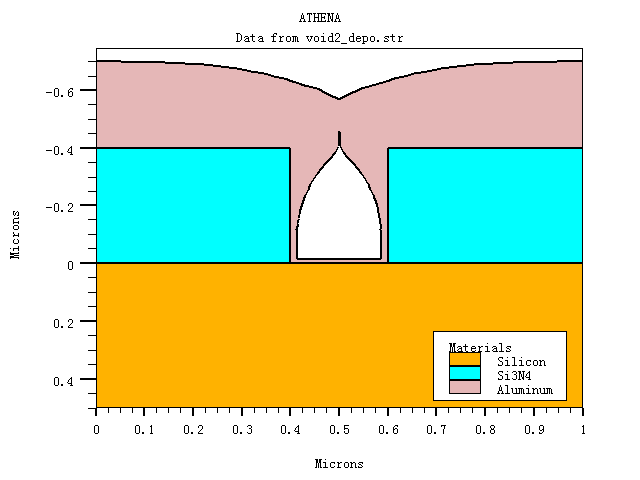 ATHENA
Data from void2_depo.str
-0.6
-0.4
-0.2
0
0.2
0.4
Microns
Materials
Silicon
Si3N4
Aluminum
0 0.1 0.2 0.3 0.4 0.5 0.6 0.7 0.8 0.9 1
Microns